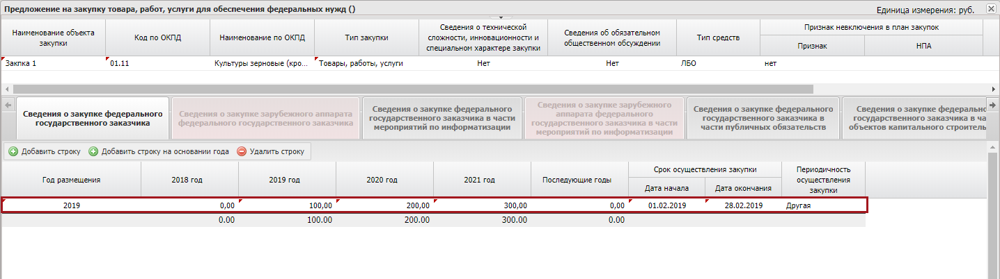 Предложение на закупку товара, работ, услуги для обеспечения федеральных нужд ()
Единица измерения: руб.
Наименование объекта
закупки
Код по ОКПД
Наименование по ОКПД
Тип закупки
Сведения о технической
сложности, инновационности и
специальном характере закупки
Сведения об обязательном
общественном обсуждении
Тип средств
Признак невключения в план закупок
Признак
НПА
Закпка 1
01.11
Культуры зерновые (кро...
Товары, работы, услуги
Нет
Нет
ЛБО
нет
Сведения о закупке федерального
государственного заказчика
Сведения о закупке зарубежного аппарата
федерального государственного заказчика
Сведения о закупке федерального
государственного заказчика в части
мероприятий по информатизации
Сведения о закупке зарубежного
аппарата федерального
государственного заказчика в части
мероприятий по информатизации
Сведения о закупке федерального
государственного заказчика в
части публичных обязательств
Сведения о закупке федерального
государственного заказчика в ча
объектов капитального строитель
Добавить строку
Добавить строку на основании года
Удалить строку
Год размещения
2018 год
2019 год
2020 год
2021 год
Последующие годы
Срок осуществления закупки
Дата начала
Дата окончания
Периодичность
осуществления
закупки
2019
0,00
100,00
200,00
300,00
0,00
01.02.2019
28.02.2019
Другая
0.00
100.00
200.00
300.00
0.00